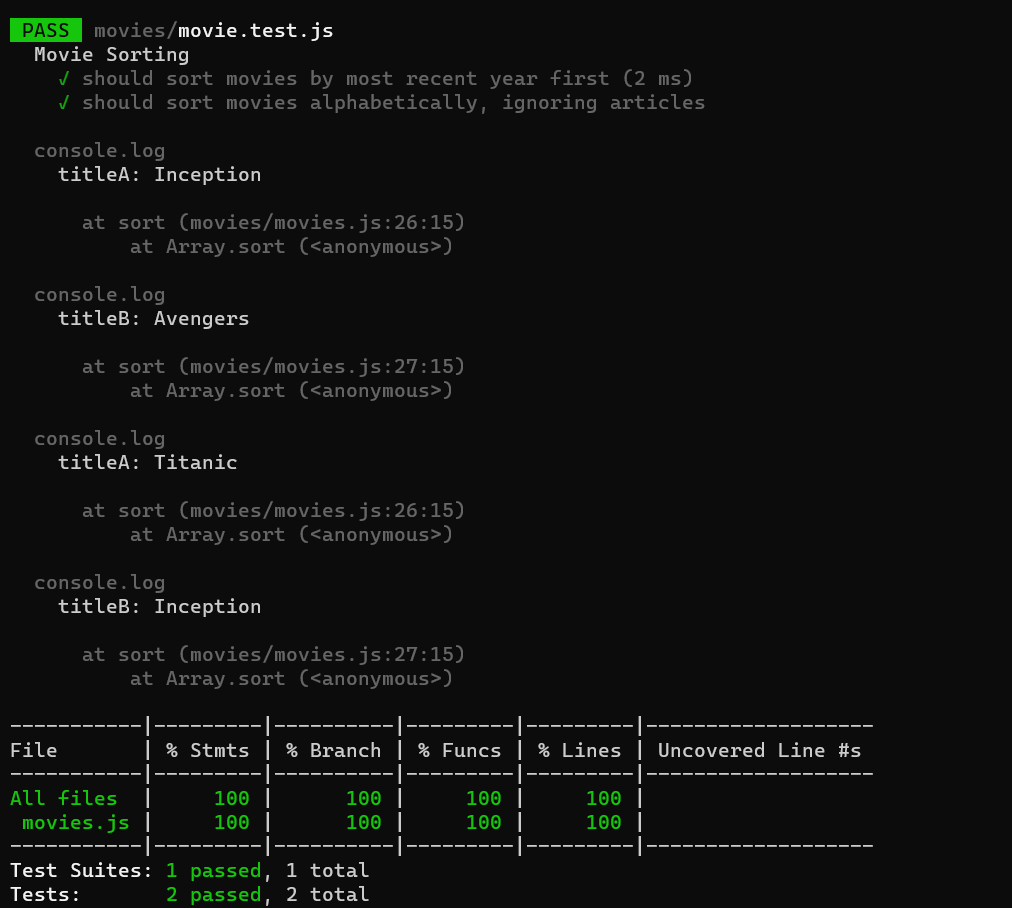 PASS movies/movie.test.js
Movie Sorting
√ should sort movies by most recent year first (2 ms)
√ should sort movies alphabetically, ignoring articles
console.log
titleA: Inception
at sort (movies/movies.js:26:15)
at Array.sort (<anonymous>)
console.log
titleB: Avengers
at sort (movies/movies.js:27:15)
at Array.sort (<anonymous>)
console.log
titleA: Titanic
at sort (movies/movies.js:26:15)
at Array.sort (<anonymous>)
console.log
titleB: Inception
at sort (movies/movies.js:27:15)
at Array.sort (<anonymous>)
-----------|---------|----------|---------|---------|-------------------
File       | % Stmts | % Branch | % Funcs | % Lines | Uncovered Line #s
-----------|---------|----------|---------|---------|-------------------
All files  |     100 |      100 |     100 |     100 |
 movies.js |     100 |      100 |     100 |     100 |
-----------|---------|----------|---------|---------|-------------------
Test Suites: 1 passed, 1 total
Tests:       2 passed, 2 total